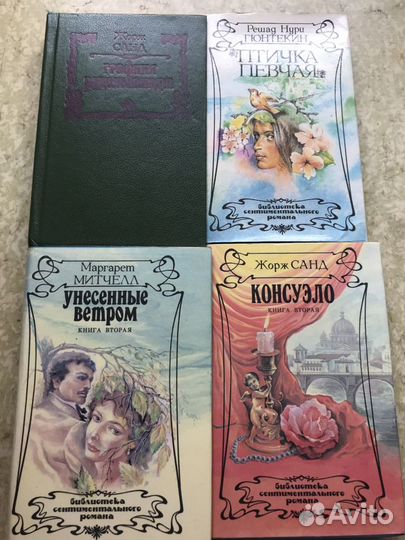 Жорж
САНД
ГРАФИНЯ
Решад Нури
ГЮНТЕКИН
ПТИЧКА
ПЕВЧАЯ
библиотека
сентиментального
романа
Маргарет
МИТЧЕЛЛ
УНЕСЕННЫЕ
ВЕТРОМ
КНИГА ВТОРАЯ
библиотека
сентиментального
романа
Жорж САНД
КОНСУЭЛО
КНИГА ВТОРАЯ
библиотека
сентиментального
романа
Avito